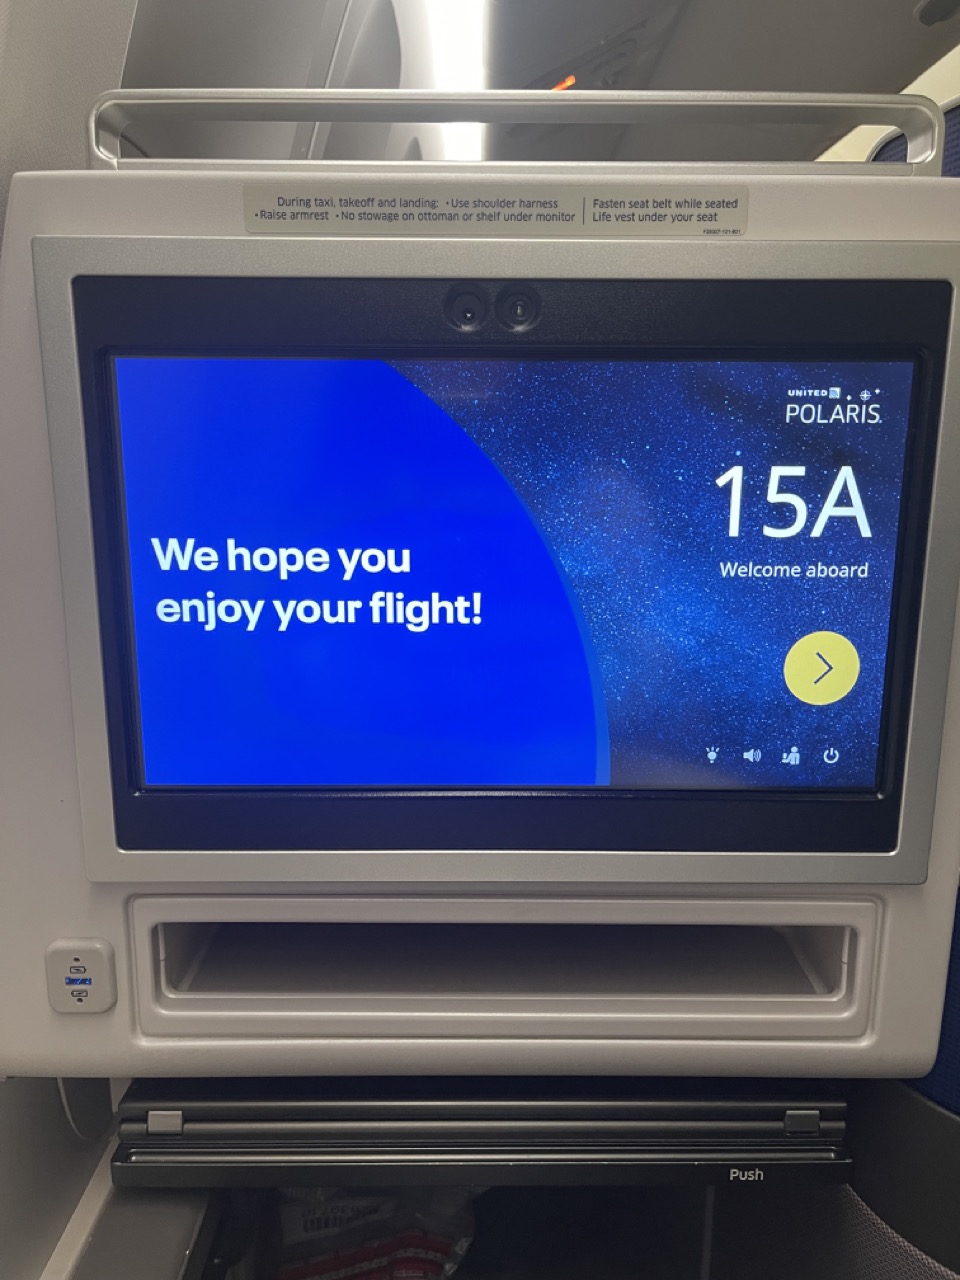 During taxi, takeoff and landing: • Use shoulder harness
• Raise armrest • No stowage on ottoman or shelf under monitor
Fasten seat belt while seated
Life vest under your seat
UNITED
POLARIS.
15A
Welcome aboard
We hope you
enjoy your flight!
Push